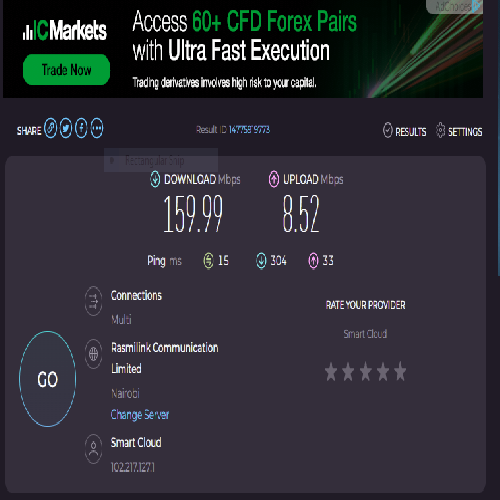 AdChoices
ICMarkets
Access 60+ CFD Forex Pairs
with Ultra Fast Execution
Trade Now
Trading derivatives involves high risk to your capital.
SHARE
Result ID 14775819773
RESULTS
SETTINGS
Rectangular Snip
DOWNLOAD Mbps
UPLOAD Mbps
159.99
8.52
Ping ms
15
304
33
Connections
Multi
RATE YOUR PROVIDER
Smart Cloud
Rasmilink Communication
Limited
Nairobi
Change Server
GO
Smart Cloud
102.217.127.1